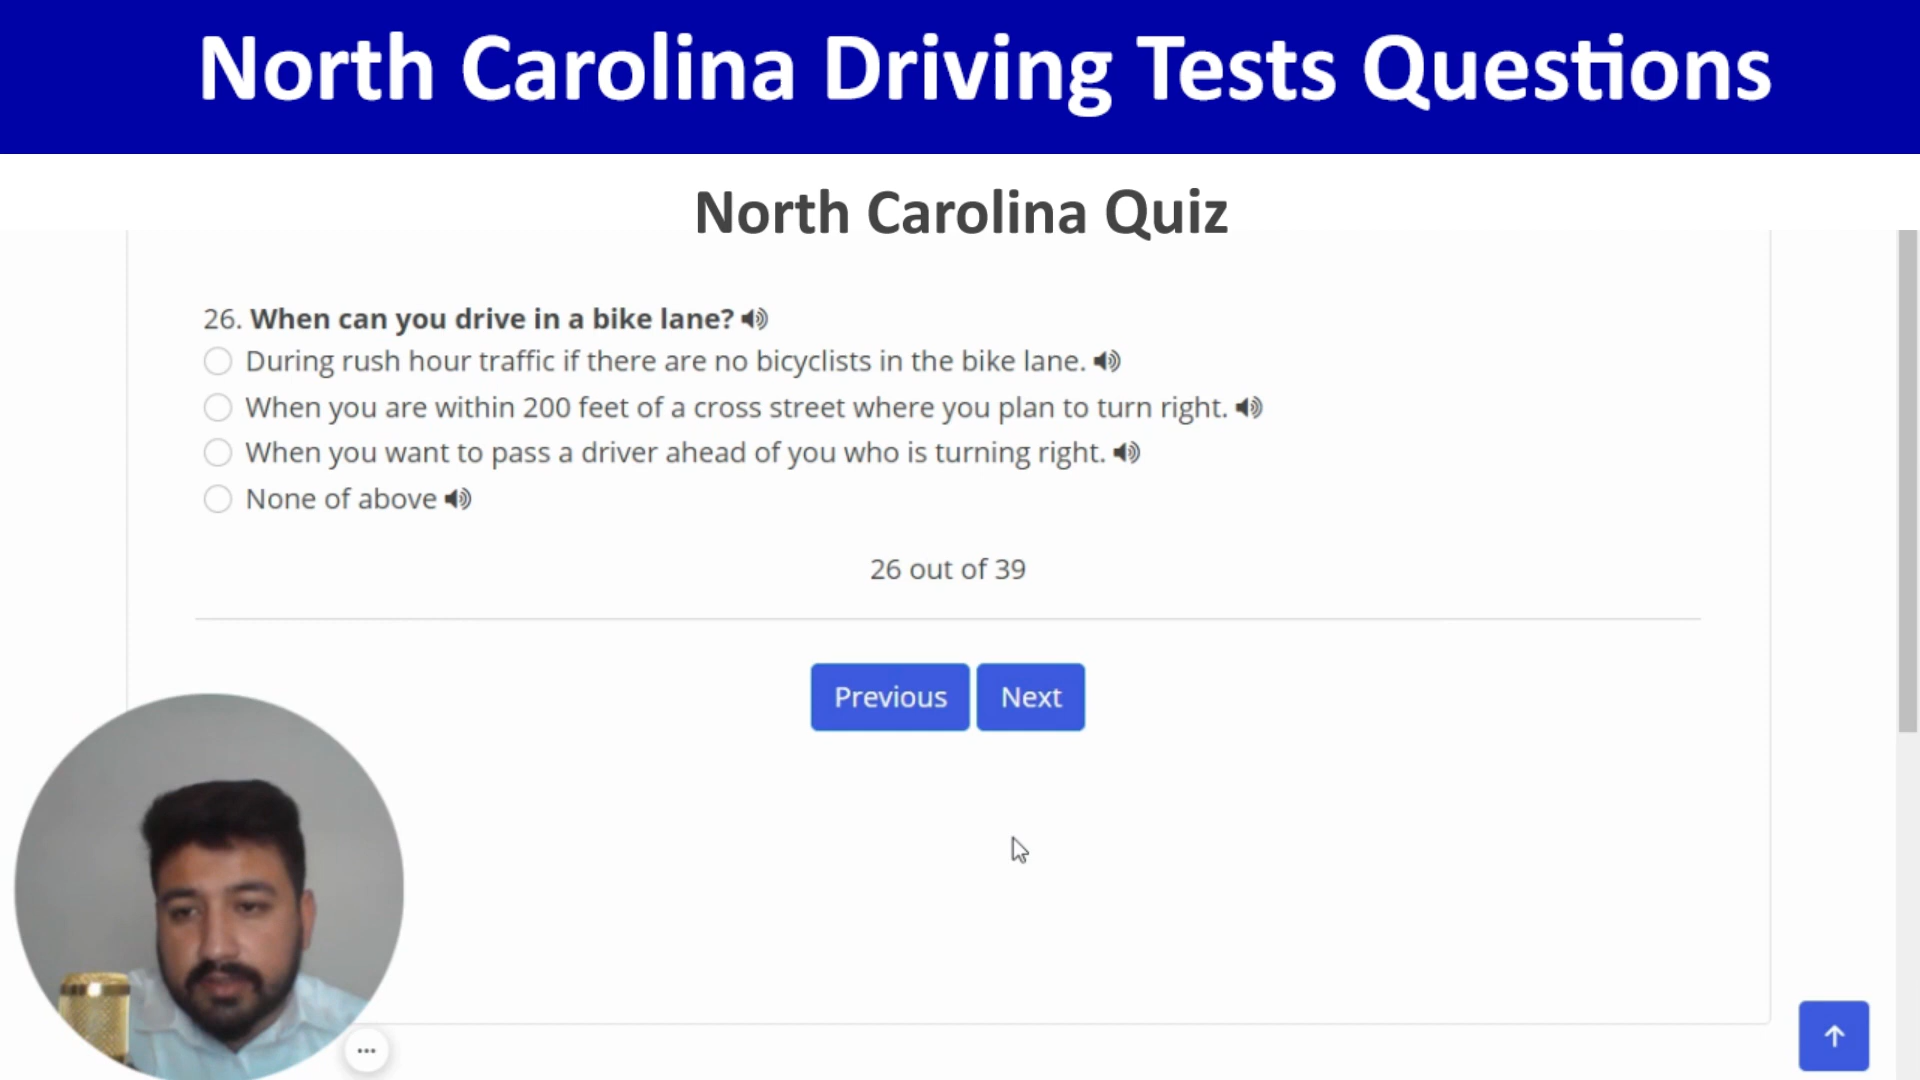 North Carolina Driving Tests Questions
North Carolina Quiz
26. When can you drive in a bike lane?
During rush hour traffic if there are no bicyclists in the bike lane.
When you are within 200 feet of a cross street where you plan to turn right.
When you want to pass a driver ahead of you who is turning right.
None of above
26 out of 39
Previous Next